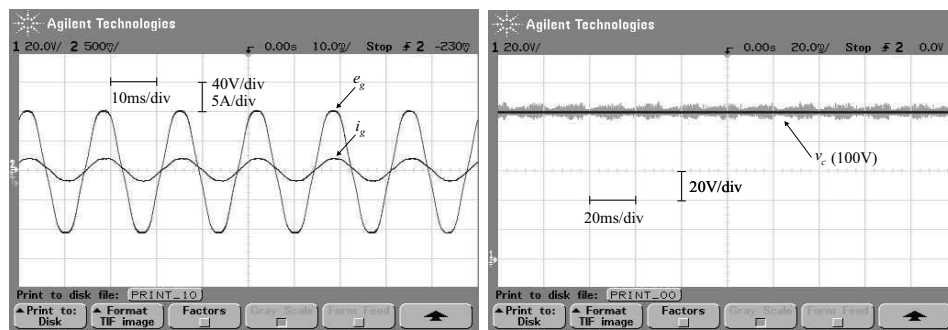 Agilent Technologies
1 20.0V/ 2 500mV/ 0.00s 10.0ms/ Stop 2 -230mV
10ms/div
40V/div
5A/div
e_g
i_g
Print to disk file: PRINT_10
Print to: Disk
Format TIF image
Factors
Gray Scale
Form Feed
Agilent Technologies
1 20.0V/ 0.00s 20.0ms/ Stop 2 0.0V
v_c (100V)
20V/div
20ms/div
Print to disk file: PRINT_00
Print to: Disk
Format TIF image
Factors
Gray Scale
Form Feed